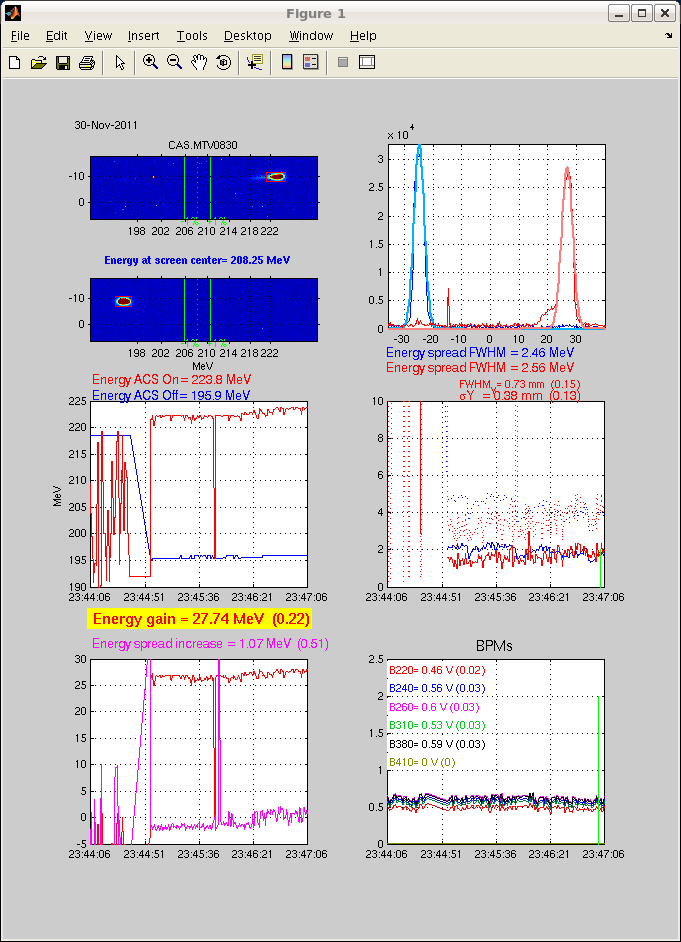 Figure 1
File Edit View Insert Tools Desktop Window Help
30-Nov-2011
CAS.MTV0830
-10
0
198 202 206 210 214 218 222
Energy at screen center= 208.25 MeV
-10
0
198 202 206 210 214 218 222
MeV
x 10^4
3
2.5
2
1.5
1
0.5
0
-30 -20 -10 0 10 20 30
Energy spread FWHM = 2.46 MeV
Energy spread FWHM = 2.56 MeV
Energy ACS On= 223.8 MeV
Energy ACS Off= 195.9 MeV
225
220
215
210
205
200
195
190
MeV
23:44:06 23:44:51 23:45:36 23:46:21 23:47:06
= 0.73 mm (0.15)
σY = 0.38 mm (0.13)
10
8
6
4
2
0
23:44:06 23:44:51 23:45:36 23:46:21 23:47:06
Energy gain = 27.74 MeV (0.22)
Energy spread increase = 1.07 MeV (0.51)
30
25
20
15
10
5
0
-5
23:44:06 23:44:51 23:45:36 23:46:21 23:47:06
BPMs
2.5
2
1.5
1
0.5
0
B220= 0.46 V (0.02)
B240= 0.56 V (0.03)
B260= 0.6 V (0.03)
B310= 0.53 V (0.03)
B380= 0.59 V (0.03)
B410= 0 V (0)
23:44:06 23:44:51 23:45:36 23:46:21 23:47:06